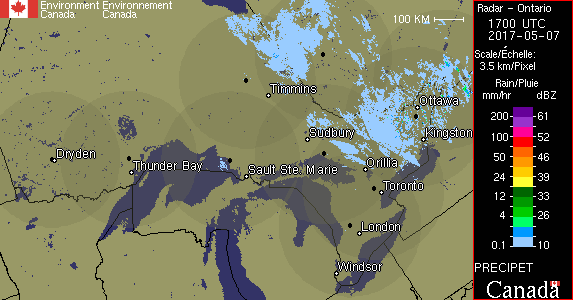 Environment Environnement
Canada Canada
100 KM
Timmins
Ottawa
Sudbury
Kingston
Dryden
Thunder Bay
Sault Ste. Marie
Orillia
Toronto
London
Windsor
Radar - Ontario
1700 UTC
2017-05-07
Scale/Échelle:
3.5 km/Pixel
Rain/Pluie
mm/hr dBZ
200 61
100 52
50 46
24 39
12 33
4 26
0.1 10
PRECIPET
Canada